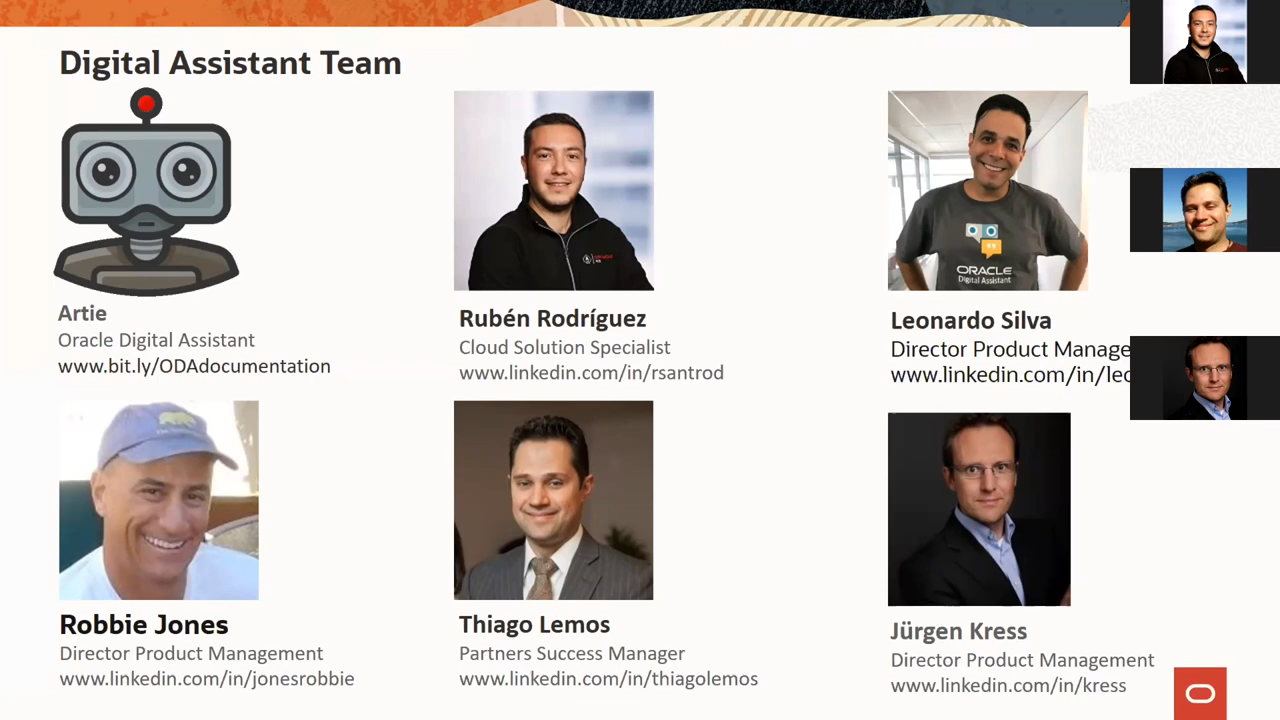 Digital Assistant Team
ORACLE
Digital Assistant
Artie
Oracle Digital Assistant
www.bit.ly/ODAdocumentation
Rubén Rodríguez
Cloud Solution Specialist
www.linkedin.com/in/rsantrod
Leonardo Silva
Director Product Manage
www.linkedin.com/in/leo
Robbie Jones
Director Product Management
www.linkedin.com/in/jonesrobbie
Thiago Lemos
Partners Success Manager
www.linkedin.com/in/thiagolemos
Jürgen Kress
Director Product Management
www.linkedin.com/in/kress